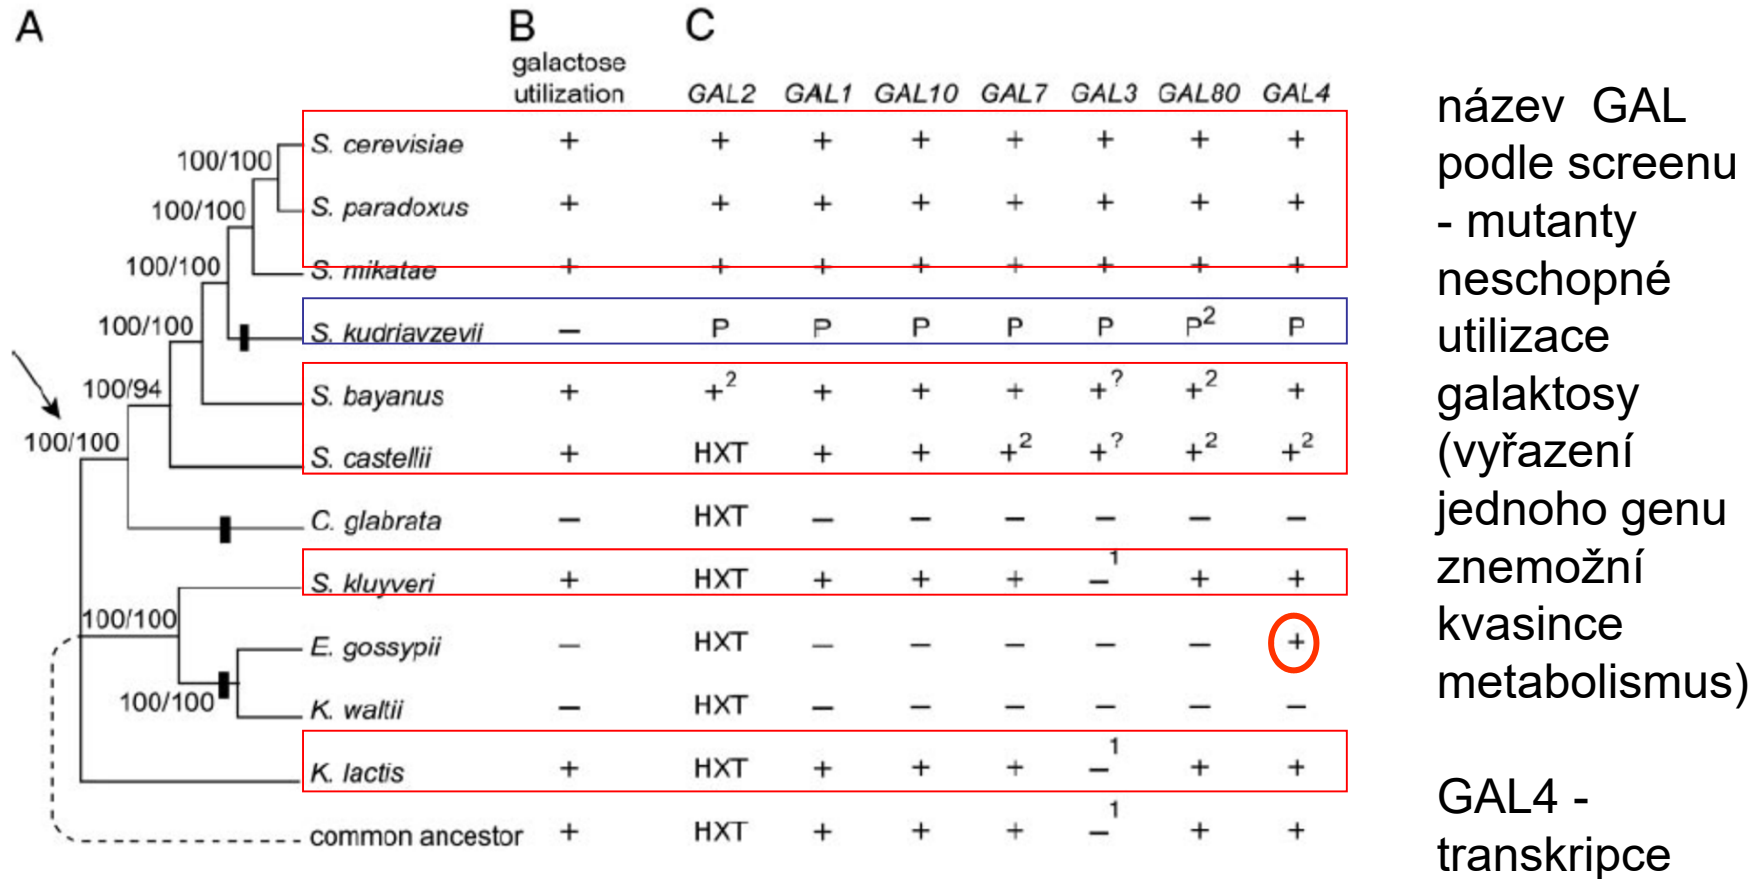 A B C
galactose
utilization GAL2 GAL1 GAL10 GAL7 GAL3 GAL80 GAL4
100/100 S. cerevisiae + + + + + + + +
100/100 S. paradoxus + + + + + + + +
100/100 S. mikatae + + + + + + + +
100/100 S. kudriavzevii – P P P P P P² P
100/94 S. bayanus + +² + + + +? +² +
100/100 S. castellii + HXT + + +² +? +² +²
C. glabrata – HXT – – – – – –
S. kluyveri + HXT + + + –¹ + +
100/100 E. gossypii – HXT – – – – – +
100/100 K. waltii – HXT – – – – – –
K. lactis + HXT + + + –¹ + +
common ancestor + HXT + + + –¹ + +
název GAL
podle screenu
- mutanty
neschopné
utilizace
galaktosy
(vyřazení
jednoho genu
znemožní
kvasince
metabolismus)
GAL4 -
transkripce